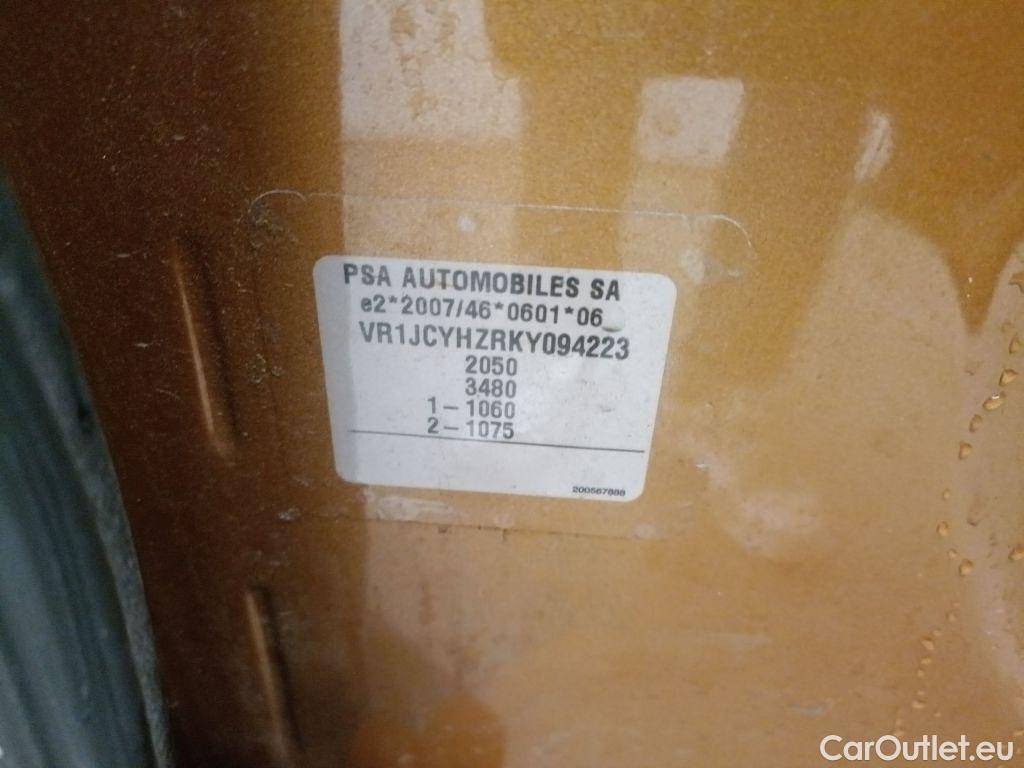 PSA AUTOMOBILES SA
e2*2007/46*0601*06
VR1JCYHZRKY094223
2050
3480
1– 1060
2– 1075
200567888
CarOutlet.eu